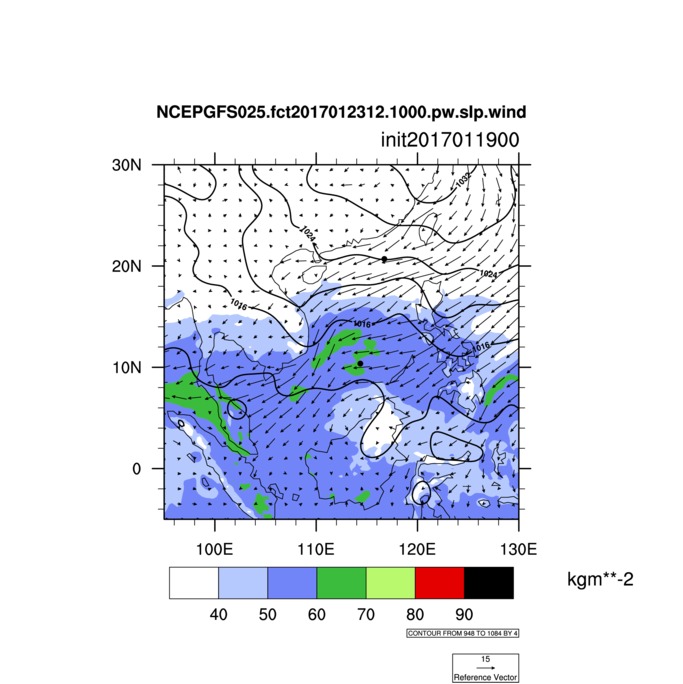 NCEPGFS025.fct2017012312.1000.pw.slp.wind
init2017011900
30N
1032
1024
20N
1024
1016
1016
1016
10N
0
100E 110E 120E 130E
kgm**-2
40 50 60 70 80 90
CONTOUR FROM 948 TO 1084 BY 4
15
Reference Vector